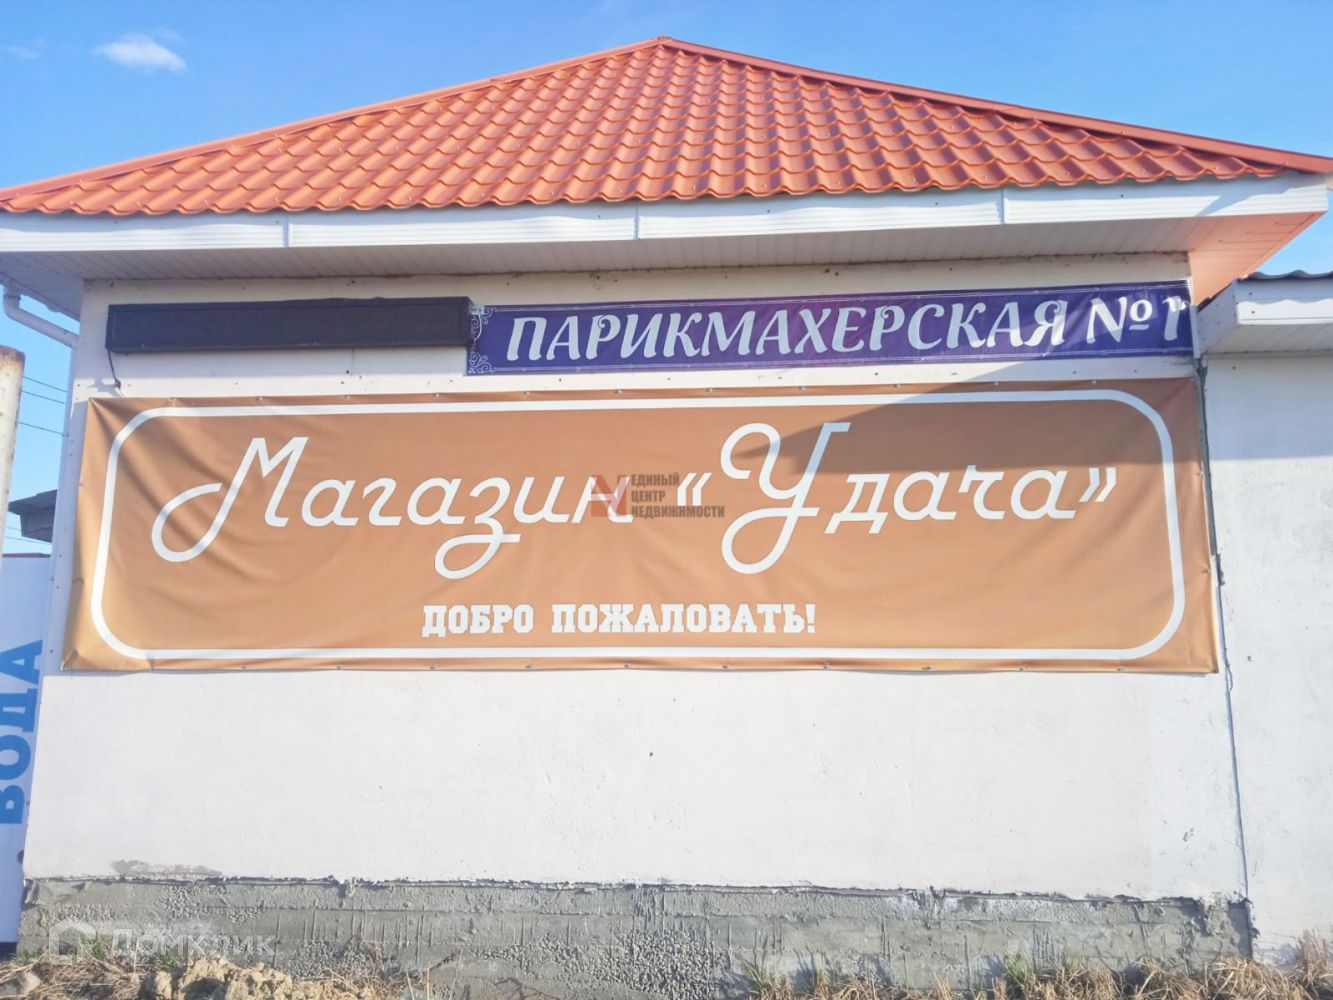 ПАРИКМАХЕРСКАЯ №1
Магазин «Удача»
ЕДИНЫЙ
ЦЕНТР
НЕДВИЖИМОСТИ
ДОБРО ПОЖАЛОВАТЬ!
ВОДА
Домклик